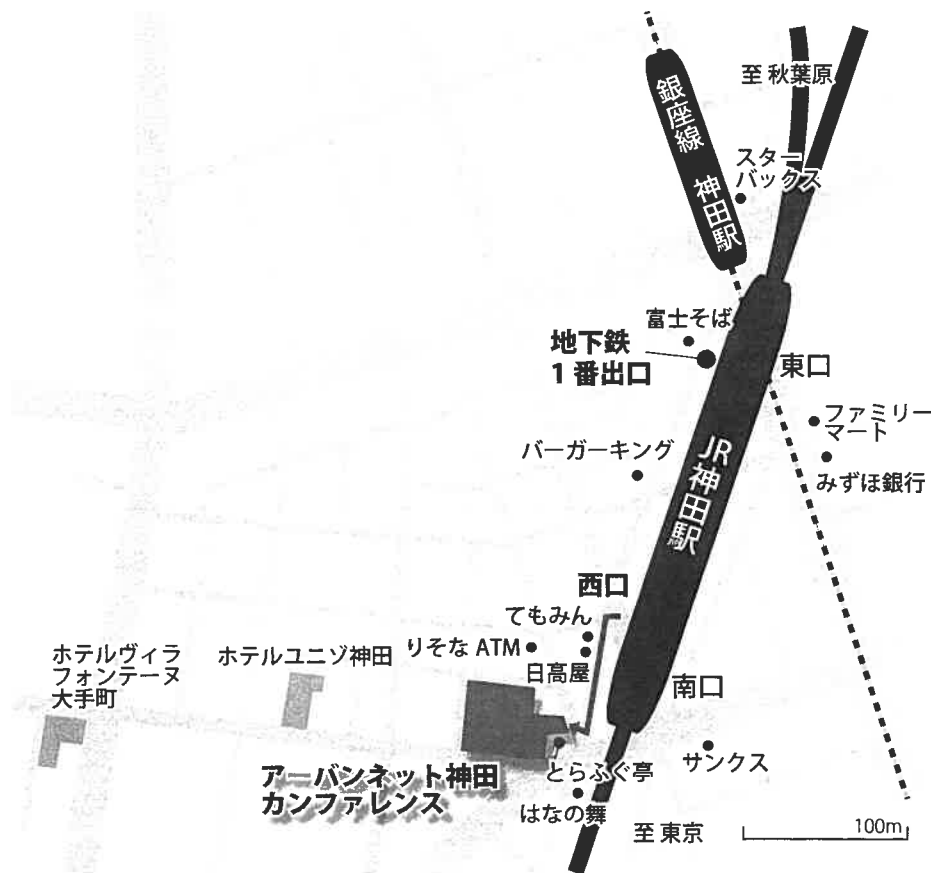 至 秋葉原
銀座線 神田駅
スター
バックス
富士そば
地下鉄
1 番出口
東口
ファミリー
マート
みずほ銀行
バーガーキング
JR神田駅
西口
てもみん
りそな ATM
日高屋
ホテルヴィラ
フォンテーヌ
大手町
ホテルユニゾ神田
南口
サンクス
とらふぐ亭
アーバンネット神田
カンファレンス
はなの舞
至 東京
100m